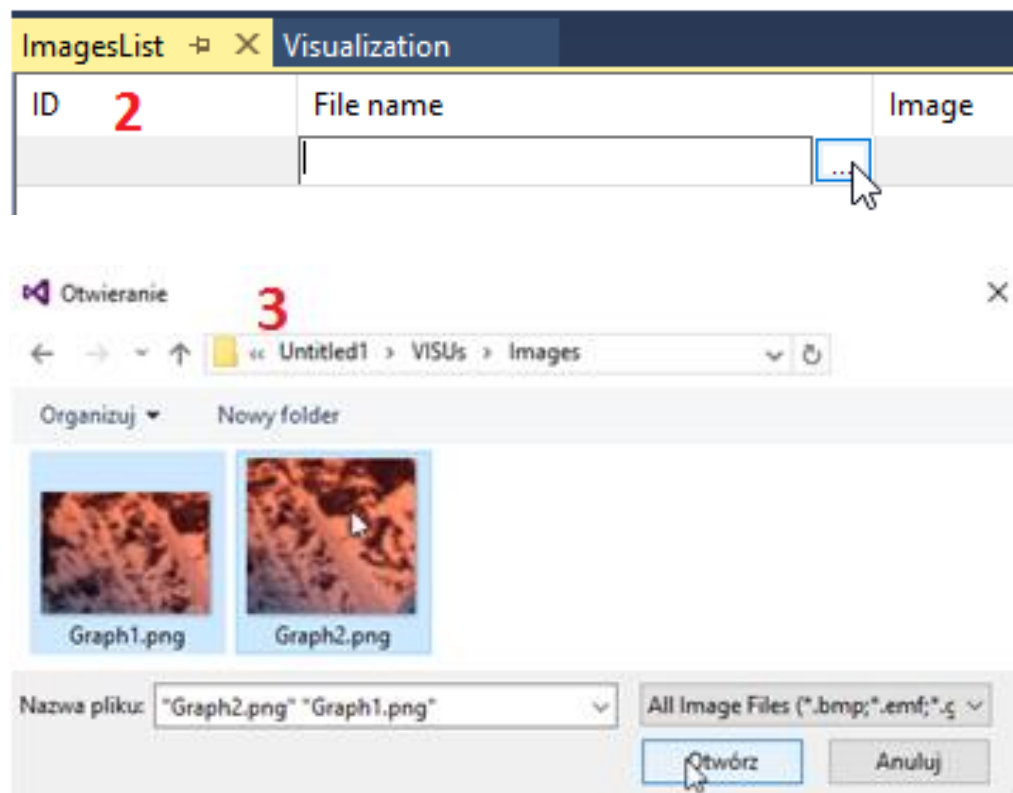 ImagesList Visualization
ID 2 File name Image
...
Otwieranie
3
« Untitled1 > VISUs > Images
Organizuj Nowy folder
Graph1.png Graph2.png
Nazwa pliku: "Graph2.png" "Graph1.png" All Image Files (*.bmp;*.emf;*.g
Otwórz Anuluj